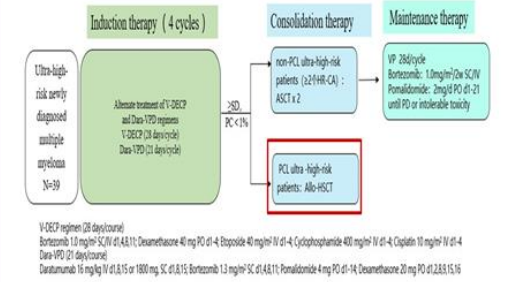 Induction therapy ( 4 cycles)
Consolidation therapy
Maintenance therapy
Ultra-high-
risk newly
diagnosed
multiple
myeloma
N=39
Alternate treatment of V-DECP
and Dara-VPD regimens
V-DECP (28 days/cycle)
Dara-VPD (21 days/cycle)
≥SD,
PC<1%
non-PCL ultra-high-risk
patients (≥2个HR-CA) :
ASCT x 2
PCL ultra -high-risk
patients: Allo-HSCT
VP 28d/cycle
Bortezomib: 1.0mg/m²/2w SC/IV
Pomalidomide: 2mg/d PO d1-21
until PD or intolerable toxicity
V-DECP regimen (28 days/course)
Bortezomib 1.0 mg/m² SC/IV d1,4,8,11; Dexamethasone 40 mg PO d1-4; Etoposide 40 mg/m² IV d1-4; Cyclophosphamide 400 mg/m² IV d1-4; Cisplatin 10 mg/m² IV d1-4
Dara-VPD (21 days/course)
Daratumumab 16 mg/kg IV d1,8,15 or 1800 mg. SC d1,8,15; Bortezomib 1.3 mg/m² SC d1,4,8,11; Pomalidomide 4 mg PO d1-14; Dexamethasone 20 mg PO d1,2,8,9,15,16